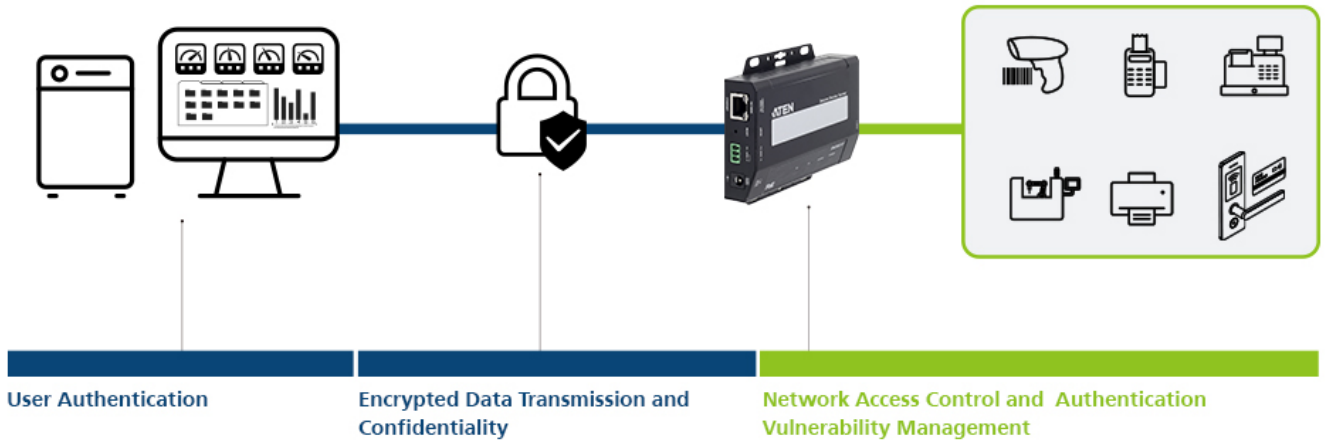 ATEN
User Authentication
Encrypted Data Transmission and
Confidentiality
Network Access Control and Authentication
Vulnerability Management